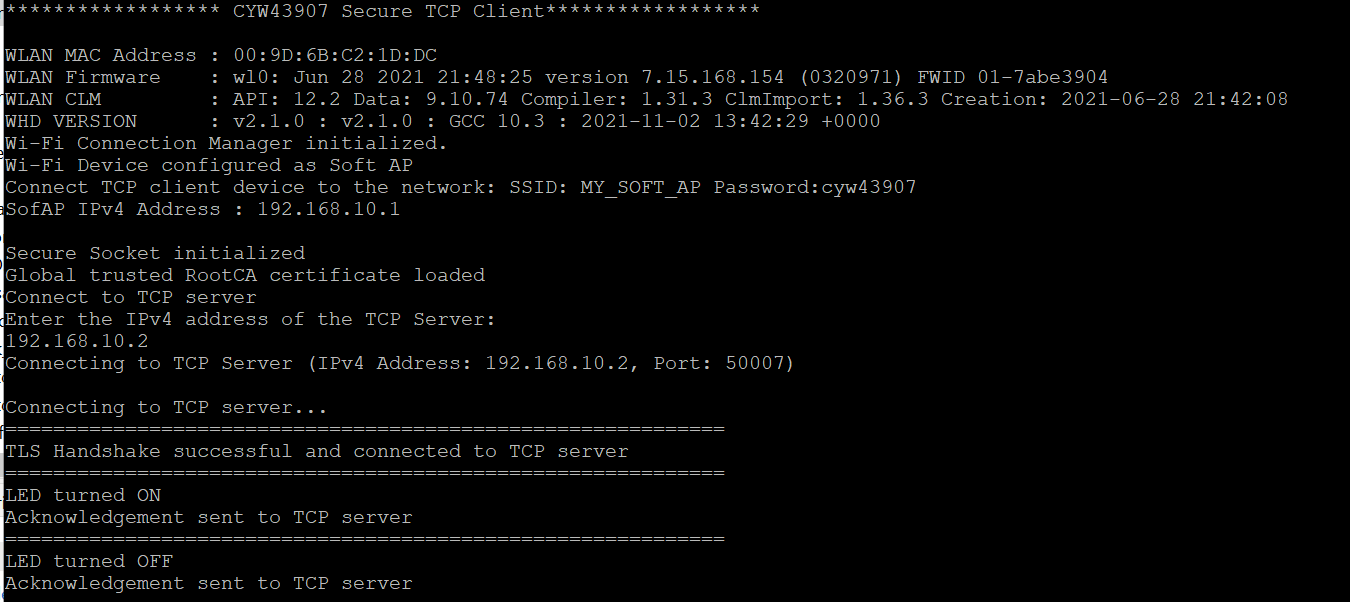 ****************** CYW43907 Secure TCP Client******************
WLAN MAC Address : 00:9D:6B:C2:1D:DC
WLAN Firmware    : wl0: Jun 28 2021 21:48:25 version 7.15.168.154 (0320971) FWID 01-7abe3904
WLAN CLM         : API: 12.2 Data: 9.10.74 Compiler: 1.31.3 ClmImport: 1.36.3 Creation: 2021-06-28 21:42:08
WHD VERSION      : v2.1.0 : v2.1.0 : GCC 10.3 : 2021-11-02 13:42:29 +0000
Wi-Fi Connection Manager initialized.
Wi-Fi Device configured as Soft AP
Connect TCP client device to the network: SSID: MY_SOFT_AP Password:cyw43907
SofAP IPv4 Address : 192.168.10.1
Secure Socket initialized
Global trusted RootCA certificate loaded
Connect to TCP server
Enter the IPv4 address of the TCP Server:
192.168.10.2
Connecting to TCP Server (IPv4 Address: 192.168.10.2, Port: 50007)
Connecting to TCP server...
============================================================
TLS Handshake successful and connected to TCP server
============================================================
LED turned ON
Acknowledgement sent to TCP server
============================================================
LED turned OFF
Acknowledgement sent to TCP server